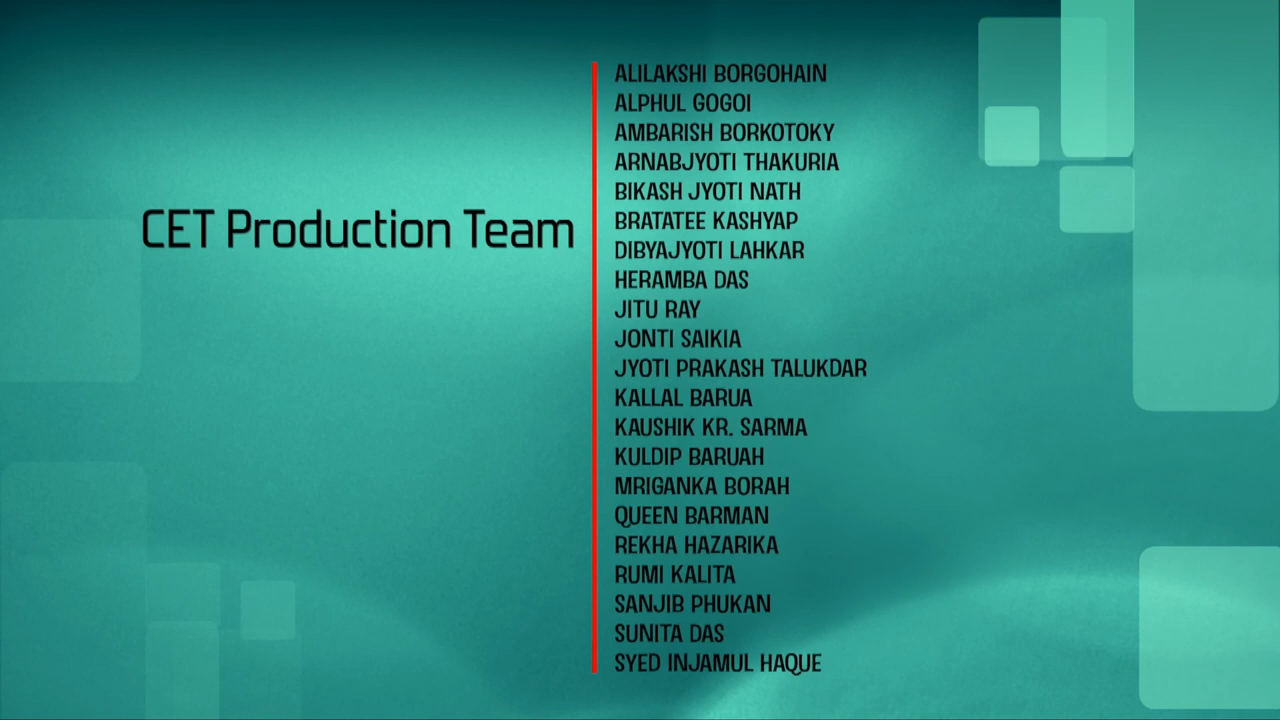 CET Production Team
ALILAKSHI BORGOHAIN
ALPHUL GOGOI
AMBARISH BORKOTOKY
ARNABJYOTI THAKURIA
BIKASH JYOTI NATH
BRATATEE KASHYAP
DIBYAJYOTI LAHKAR
HERAMBA DAS
JITU RAY
JONTI SAIKIA
JYOTI PRAKASH TALUKDAR
KALLAL BARUA
KAUSHIK KR. SARMA
KULDIP BARUAH
MRIGANKA BORAH
QUEEN BARMAN
REKHA HAZARIKA
RUMI KALITA
SANJIB PHUKAN
SUNITA DAS
SYED INJAMUL HAQUE